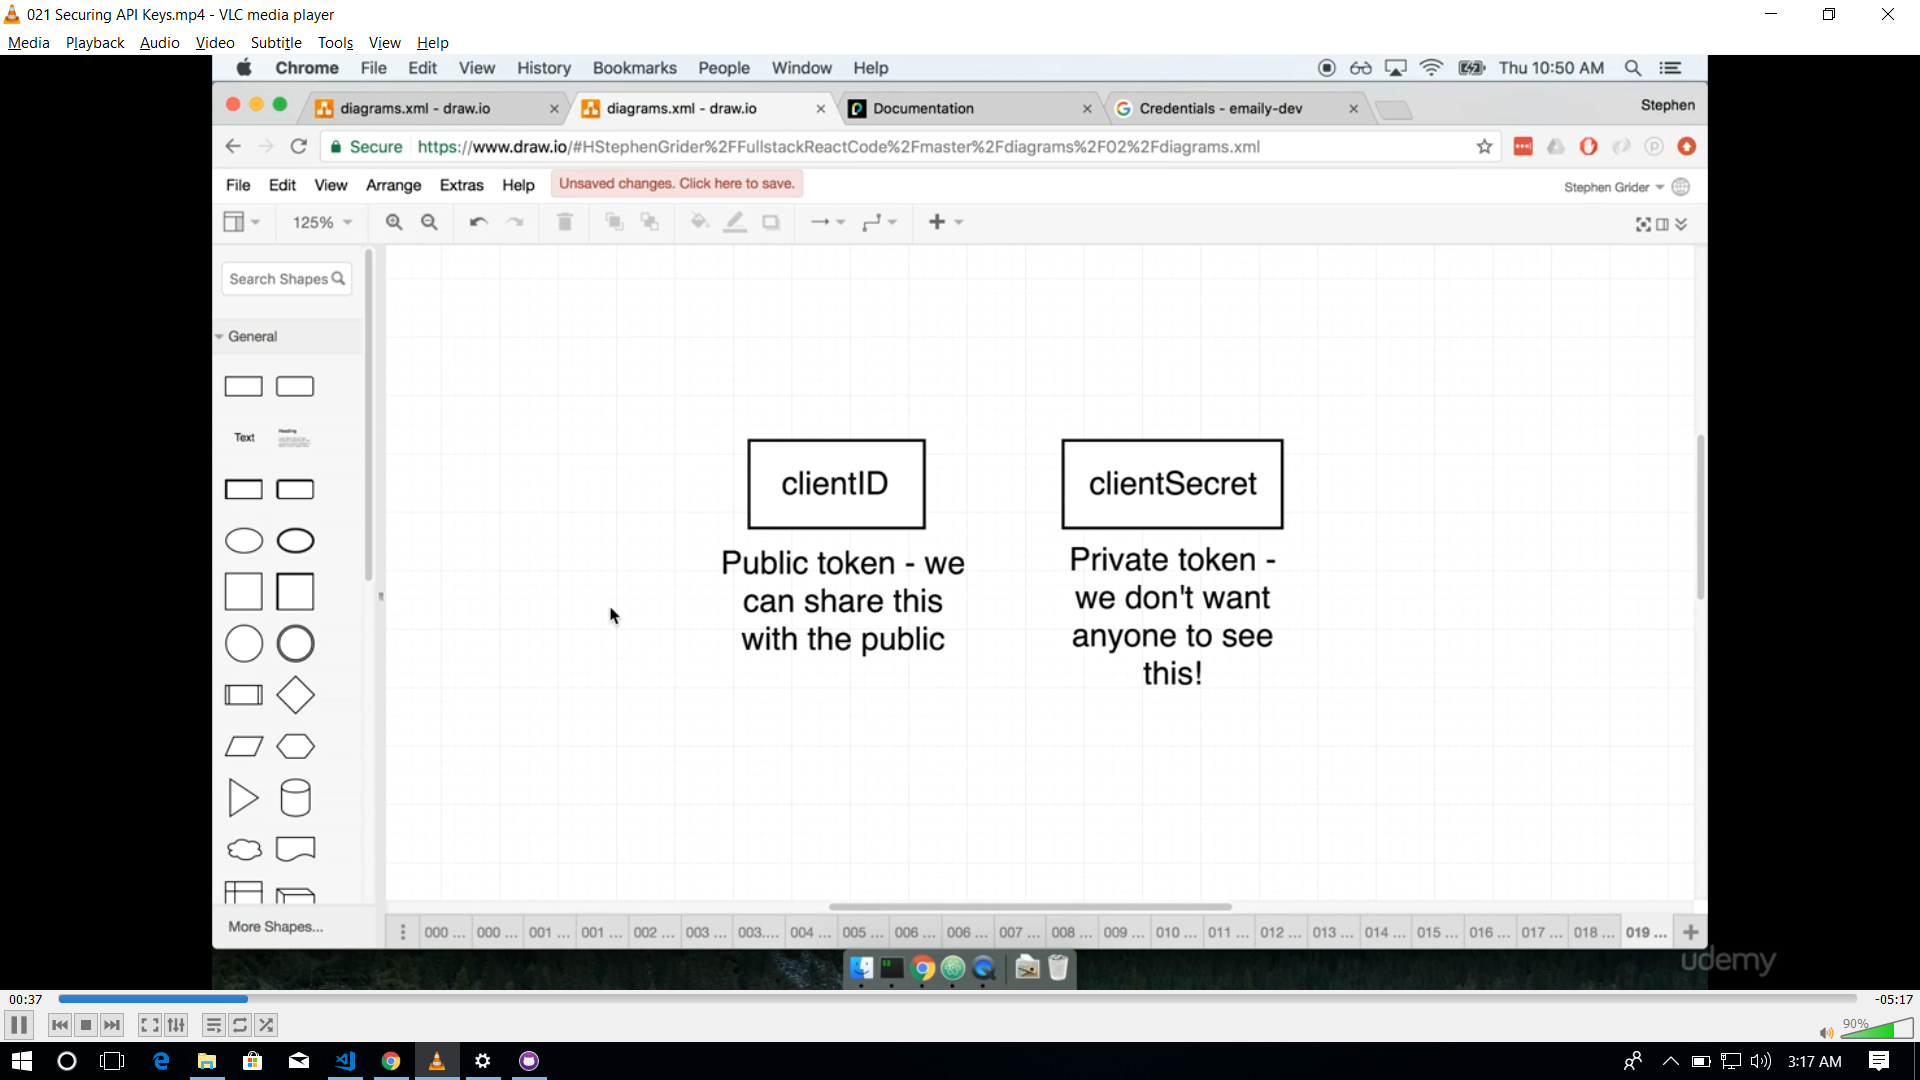 021 Securing API Keys.mp4 - VLC media player
Media Playback Audio Video Subtitle Tools View Help
Chrome File Edit View History Bookmarks People Window Help Thu 10:50 AM
diagrams.xml - draw.io diagrams.xml - draw.io Documentation Credentials - emaily-dev Stephen
Secure https://www.draw.io/#HStephenGrider%2FFullstackReactCode%2Fmaster%2Fdiagrams%2F02%2Fdiagrams.xml
File Edit View Arrange Extras Help Unsaved changes. Click here to save. Stephen Grider
125%
Search Shapes
General
Text
Heading
clientID
Public token - we
can share this
with the public
clientSecret
Private token -
we don't want
anyone to see
this!
More Shapes...
000 ... 000 ... 001 ... 001 ... 002 ... 003 ... 003.... 004 ... 005 ... 006 ... 006 ... 007 ... 008 ... 009 ... 010 ... 011 ... 012 ... 013 ... 014 ... 015 ... 016 ... 017 ... 018 ... 019 ...
udemy
00:37 -05:17
90%
3:17 AM